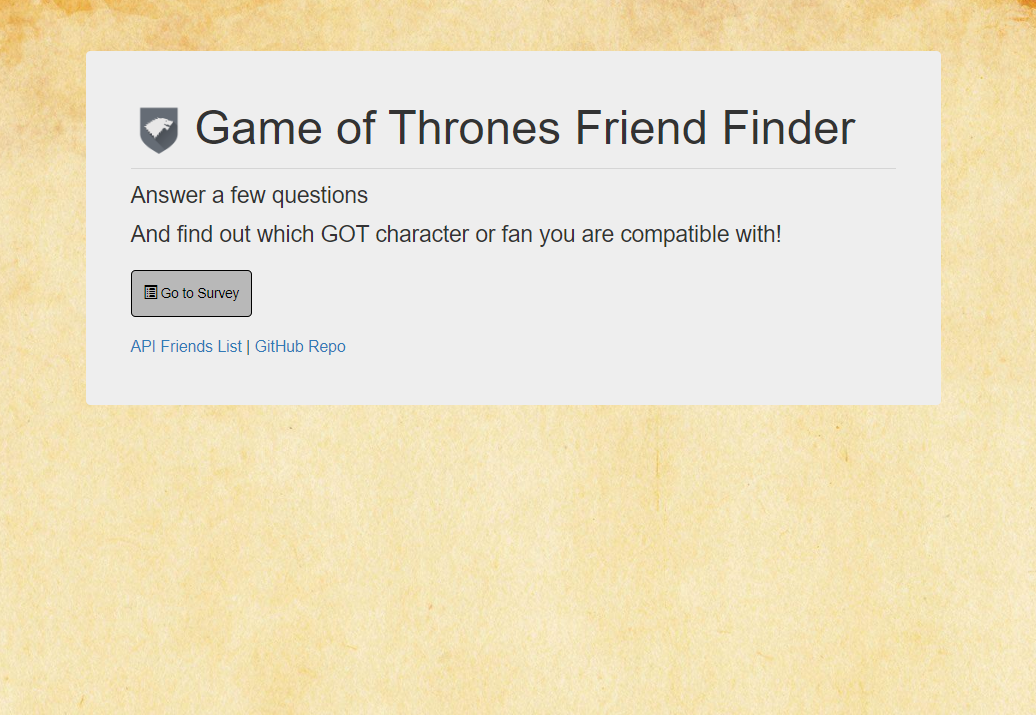 Game of Thrones Friend Finder
Answer a few questions
And find out which GOT character or fan you are compatible with!
Go to Survey
API Friends List | GitHub Repo